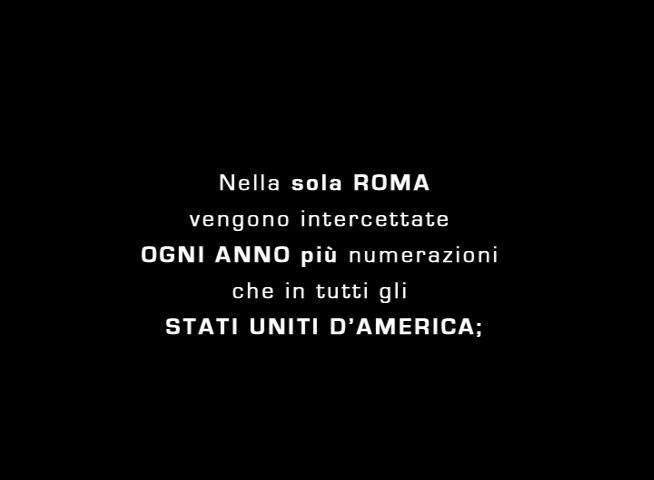 Nella sola ROMA
vengono intercettate
OGNI ANNO più numerazioni
che in tutti gli
STATI UNITI D'AMERICA;